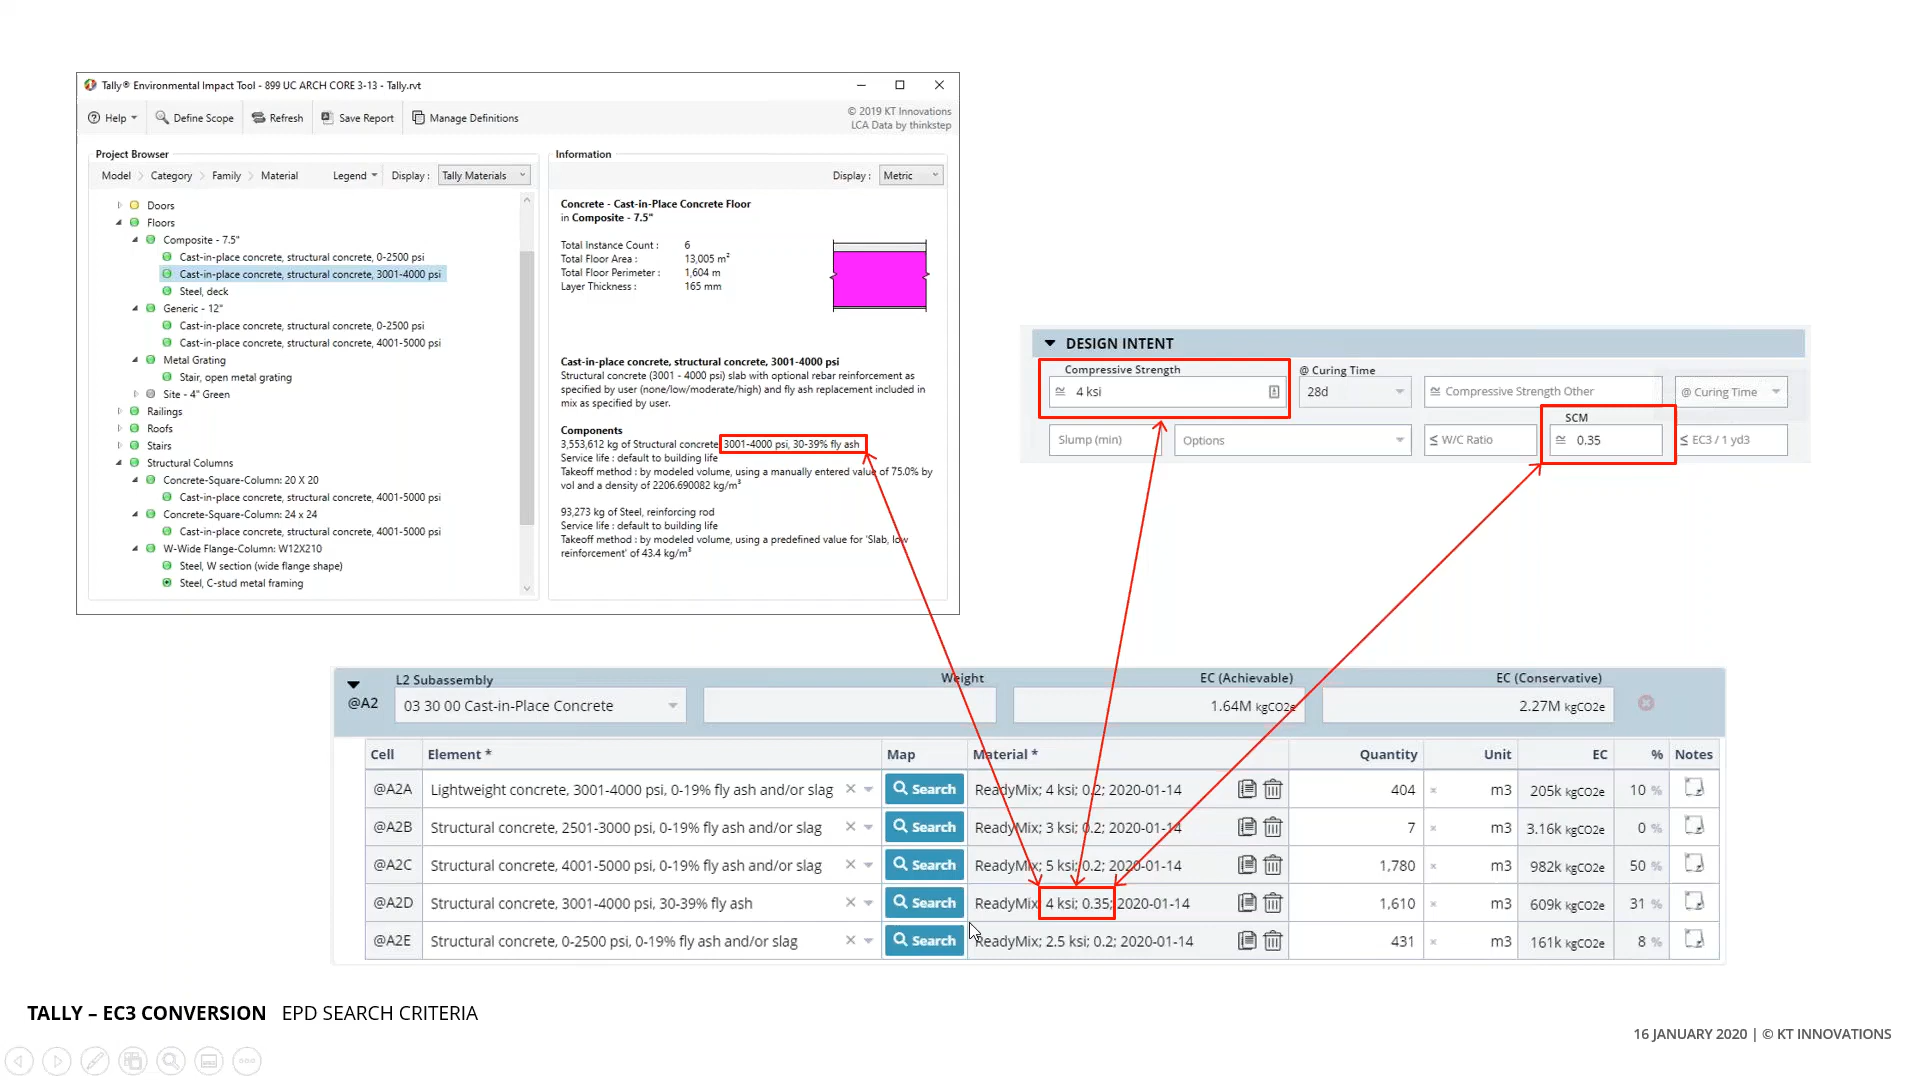 Tally® Environmental Impact Tool - 899 UC ARCH CORE 3-13 - Tally.rvt
Help
Define Scope
Refresh
Save Report
Manage Definitions
© 2019 KT Innovations
LCA Data by thinkstep
Project Browser
Model
Category
Family
Material
Legend
Display :
Tally Materials
Doors
Floors
Composite - 7.5"
Cast-in-place concrete, structural concrete, 0-2500 psi
Cast-in-place concrete, structural concrete, 3001-4000 psi
Steel, deck
Generic - 12"
Cast-in-place concrete, structural concrete, 0-2500 psi
Cast-in-place concrete, structural concrete, 4001-5000 psi
Metal Grating
Stair, open metal grating
Site - 4" Green
Railings
Roofs
Stairs
Structural Columns
Concrete-Square-Column: 20 X 20
Cast-in-place concrete, structural concrete, 4001-5000 psi
Concrete-Square-Column: 24 x 24
Cast-in-place concrete, structural concrete, 4001-5000 psi
W-Wide Flange-Column: W12X210
Steel, W section (wide flange shape)
Steel, C-stud metal framing
Information
Display :
Metric
Concrete - Cast-in-Place Concrete Floor
in Composite - 7.5"
Total Instance Count : 6
Total Floor Area : 13,005 m²
Total Floor Perimeter : 1,604 m
Layer Thickness : 165 mm
Cast-in-place concrete, structural concrete, 3001-4000 psi
Structural concrete (3001 - 4000 psi) slab with optional rebar reinforcement as
specified by user (none/low/moderate/high) and fly ash replacement included in
mix as specified by user.
Components
3,553,612 kg of Structural concrete, 3001-4000 psi, 30-39% fly ash
Service life : default to building life
Takeoff method : by modeled volume, using a manually entered value of 75.0% by
vol and a density of 2206.690082 kg/m³
93,273 kg of Steel, reinforcing rod
Service life : default to building life
Takeoff method : by modeled volume, using a predefined value for 'Slab, low
reinforcement' of 43.4 kg/m³
DESIGN INTENT
Compressive Strength
≅ 4 ksi
@ Curing Time
28d
≅ Compressive Strength Other
@ Curing Time
Slump (min)
Options
≤ W/C Ratio
SCM
≅ 0.35
≤ EC3 / 1 yd3
@A2
L2 Subassembly
03 30 00 Cast-in-Place Concrete
Weight
EC (Achievable)
1.64M kgCO2e
EC (Conservative)
2.27M kgCO2e
Cell Element * Map Material * Quantity Unit EC % Notes
@A2A Lightweight concrete, 3001-4000 psi, 0-19% fly ash and/or slag Search ReadyMix; 4 ksi; 0.2; 2020-01-14 404 m3 205k kgCO2e 10 %
@A2B Structural concrete, 2501-3000 psi, 0-19% fly ash and/or slag Search ReadyMix; 3 ksi; 0.2; 2020-01-14 7 m3 3.16k kgCO2e 0 %
@A2C Structural concrete, 4001-5000 psi, 0-19% fly ash and/or slag Search ReadyMix; 5 ksi; 0.2; 2020-01-14 1,780 m3 982k kgCO2e 50 %
@A2D Structural concrete, 3001-4000 psi, 30-39% fly ash Search ReadyMix; 4 ksi; 0.35; 2020-01-14 1,610 m3 609k kgCO2e 31 %
@A2E Structural concrete, 0-2500 psi, 0-19% fly ash and/or slag Search ReadyMix; 2.5 ksi; 0.2; 2020-01-14 431 m3 161k kgCO2e 8 %
TALLY – EC3 CONVERSION EPD SEARCH CRITERIA
16 JANUARY 2020 | © KT INNOVATIONS